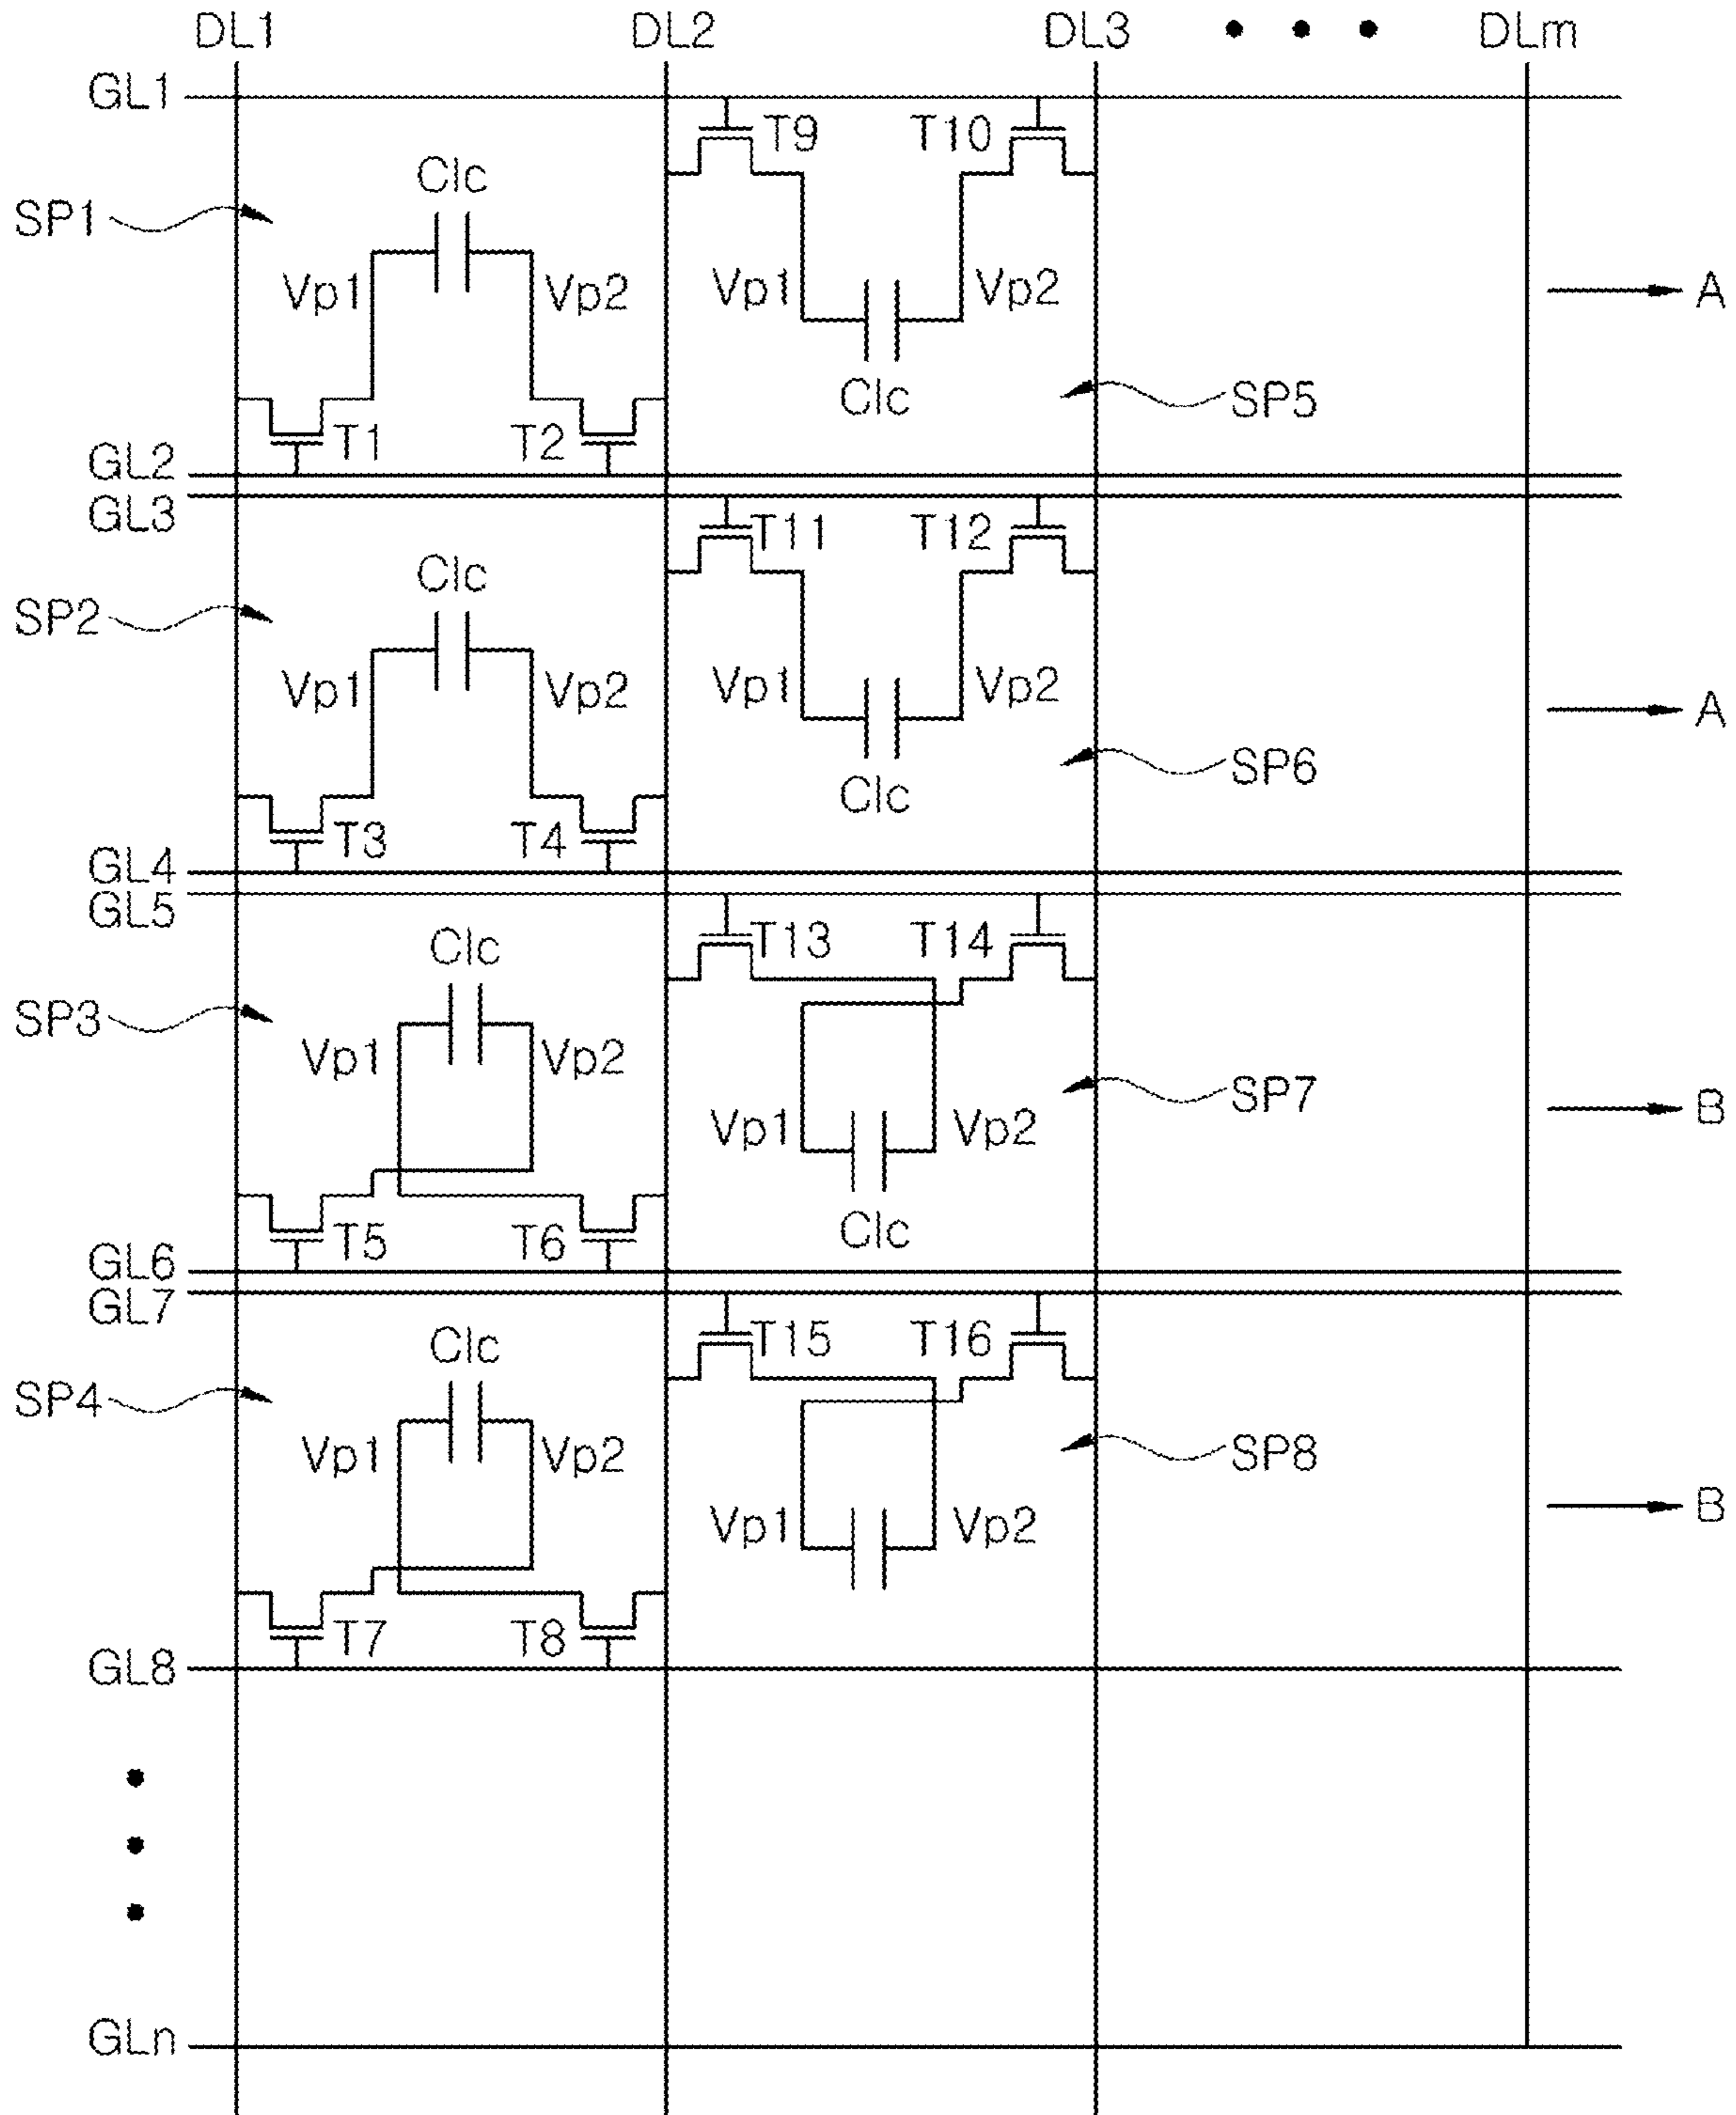 DL1 DL2 DL3 • • • DLm
GL1
T9 T10
Clc
SP1
Vp1 Vp2 Vp1 Vp2
A
Clc
SP5
T1 T2
GL2
GL3
T11 T12
Clc
SP2
Vp1 Vp2 Vp1 Vp2
A
SP6
Clc
T3 T4
GL4
GL5
T13 T14
Clc
SP3
Vp1 Vp2
SP7
B
Vp1 Vp2
Clc
T5 T6
GL6
GL7
T15 T16
Clc
SP4
Vp1 Vp2
SP8
B
Vp1 Vp2
T7 T8
GL8
GLn